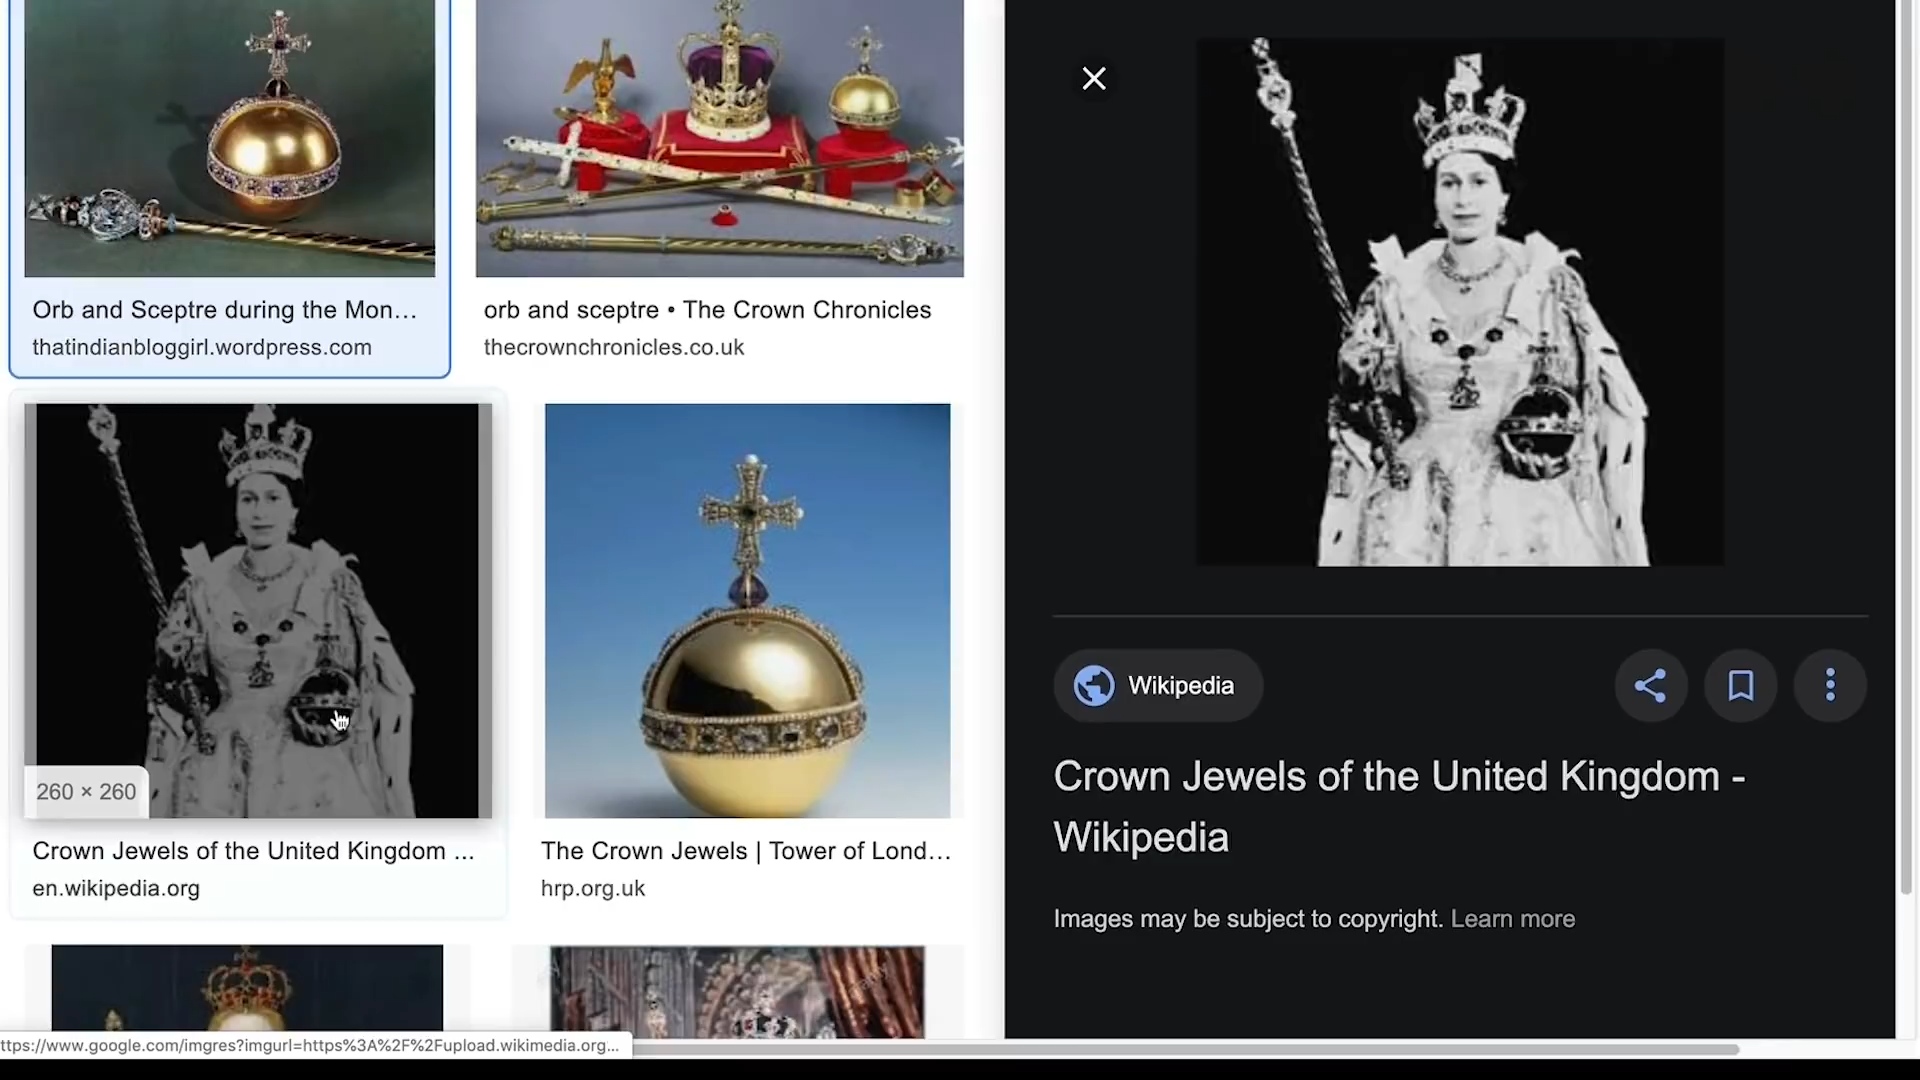 Orb and Sceptre during the Mon...
thatindianbloggirl.wordpress.com
orb and sceptre • The Crown Chronicles
thecrownchronicles.co.uk
260 × 260
Crown Jewels of the United Kingdom ...
en.wikipedia.org
The Crown Jewels | Tower of Lond...
hrp.org.uk
ttps://www.google.com/imgres?imgurl=https%3A%2F%2Fupload.wikimedia.org...
Wikipedia
Crown Jewels of the United Kingdom -
Wikipedia
Images may be subject to copyright. Learn more